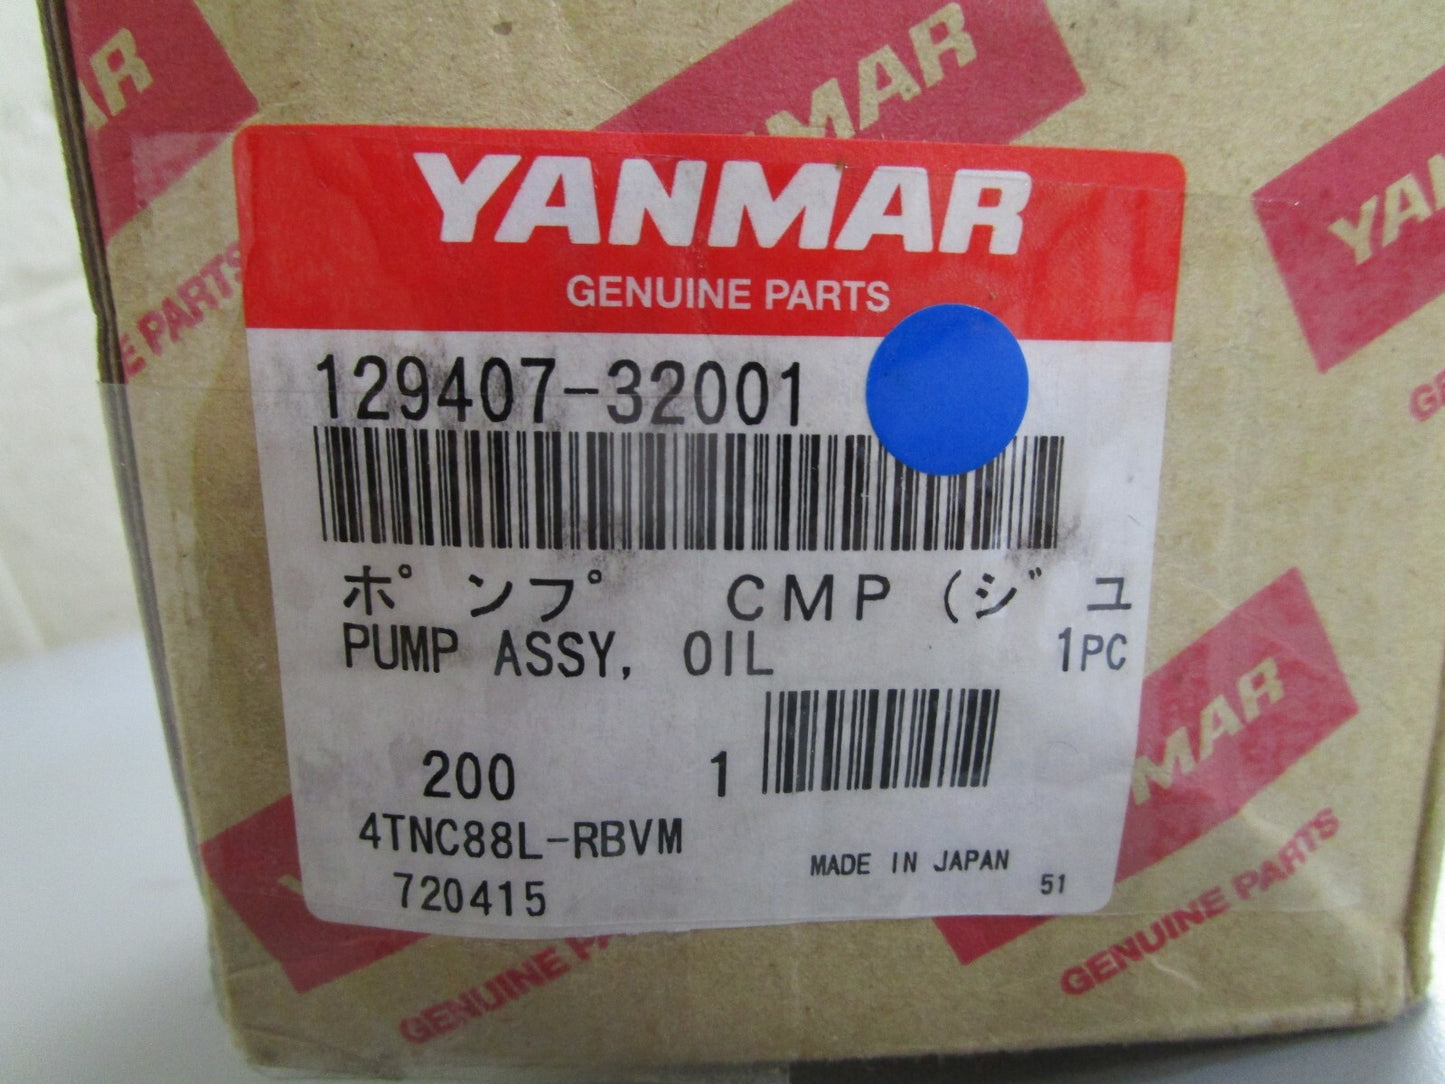 YANMAR
GENUINE PARTS
129407-32001
ポンプ CMP (ジユ
PUMP ASSY, OIL 1PC
200 1
4TNC88L-RBVM
MADE IN JAPAN
720415
51
YANMAR
YANMAR
GENUINE PARTS
GENUINE PARTS